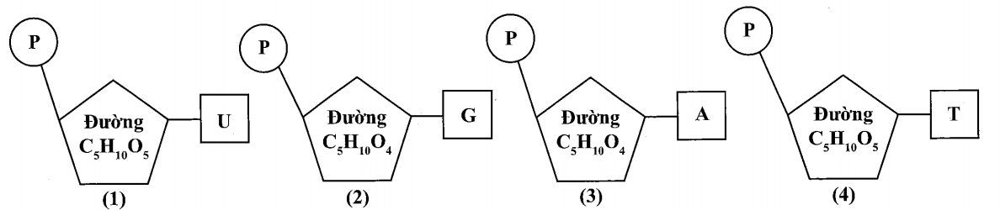 P P P P
Đường Đường Đường Đường
U G A T
C₅H₁₀O₅ C₅H₁₀O₄ C₅H₁₀O₄ C₅H₁₀O₅
(1) (2) (3) (4)